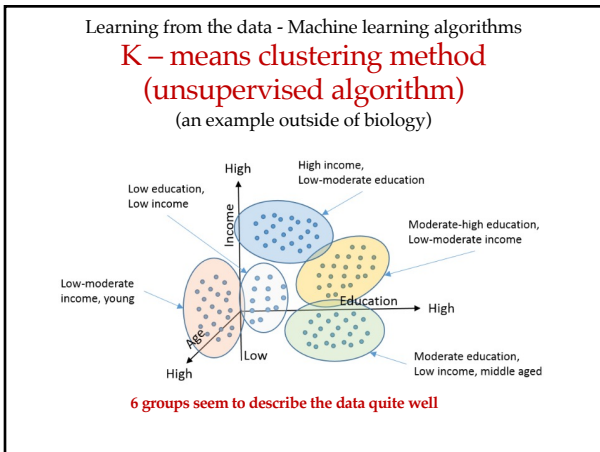 Learning from the data - Machine learning algorithms
K – means clustering method
(unsupervised algorithm)
(an example outside of biology)
High
High income,
Low-moderate education
Low education,
Low income
Income
Moderate-high education,
Low-moderate income
Low-moderate
income, young
Education
High
Age
High
Low
Moderate education,
Low income, middle aged
6 groups seem to describe the data quite well